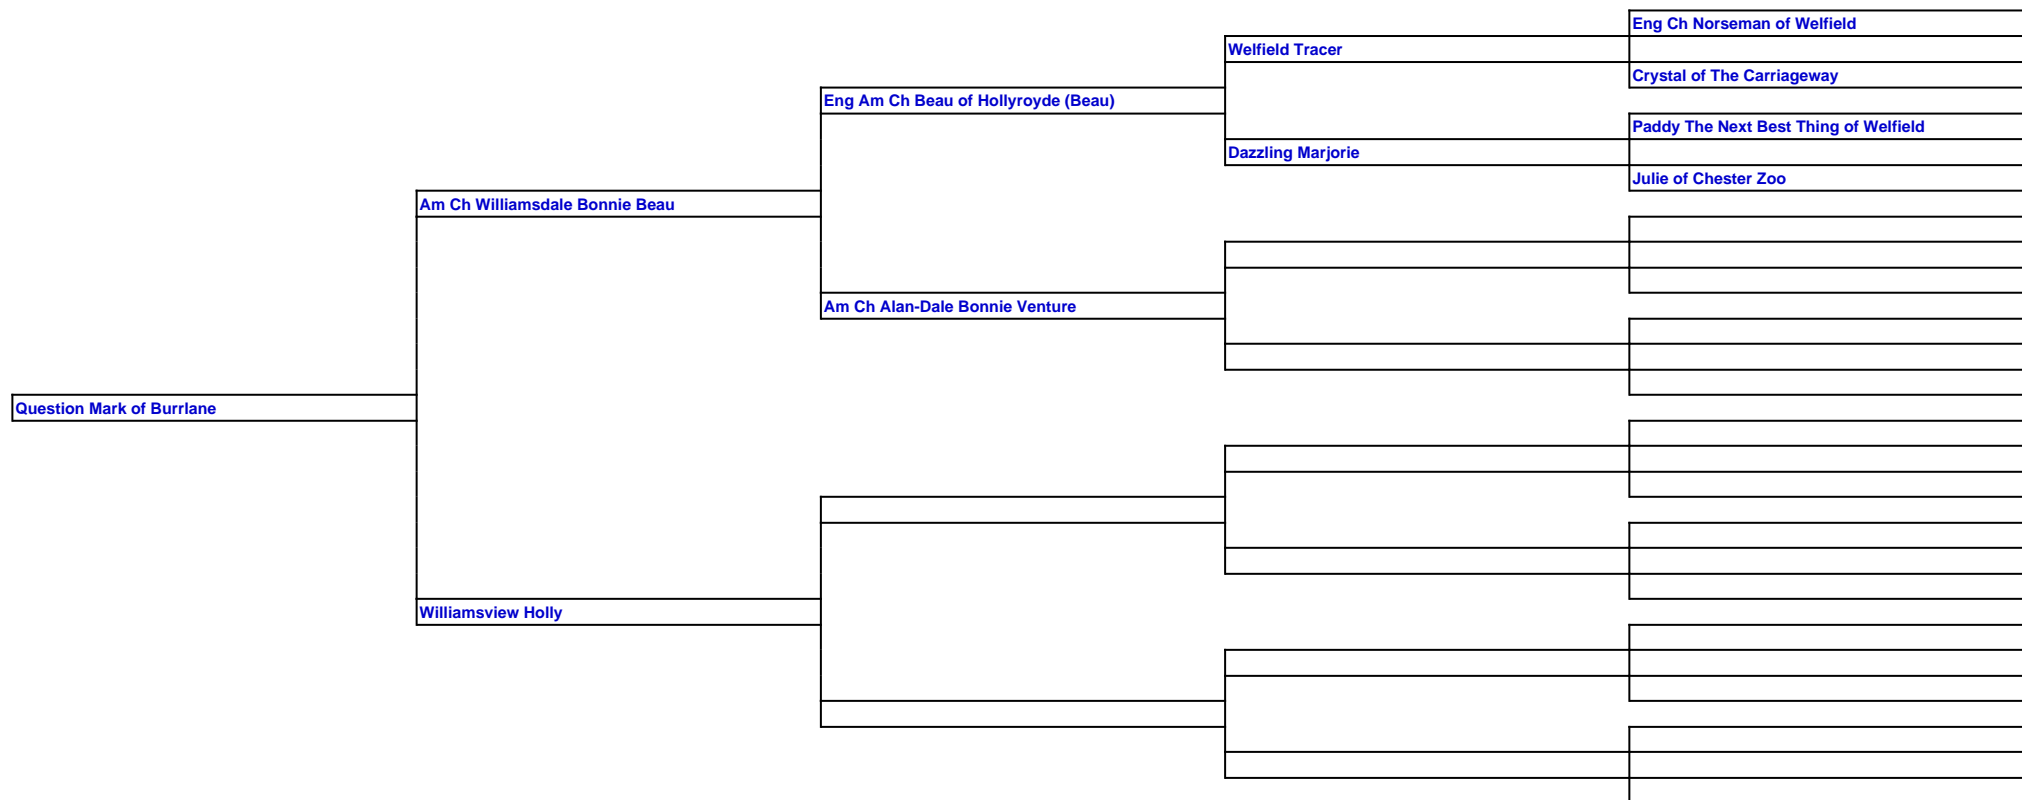 Eng Ch Norseman of Welfield
Welfield Tracer
Crystal of The Carriageway
Eng Am Ch Beau of Hollyroyde (Beau)
Paddy The Next Best Thing of Welfield
Dazzling Marjorie
Julie of Chester Zoo
Am Ch Williamsdale Bonnie Beau
Am Ch Alan-Dale Bonnie Venture
Question Mark of Burrlane
Williamsview Holly